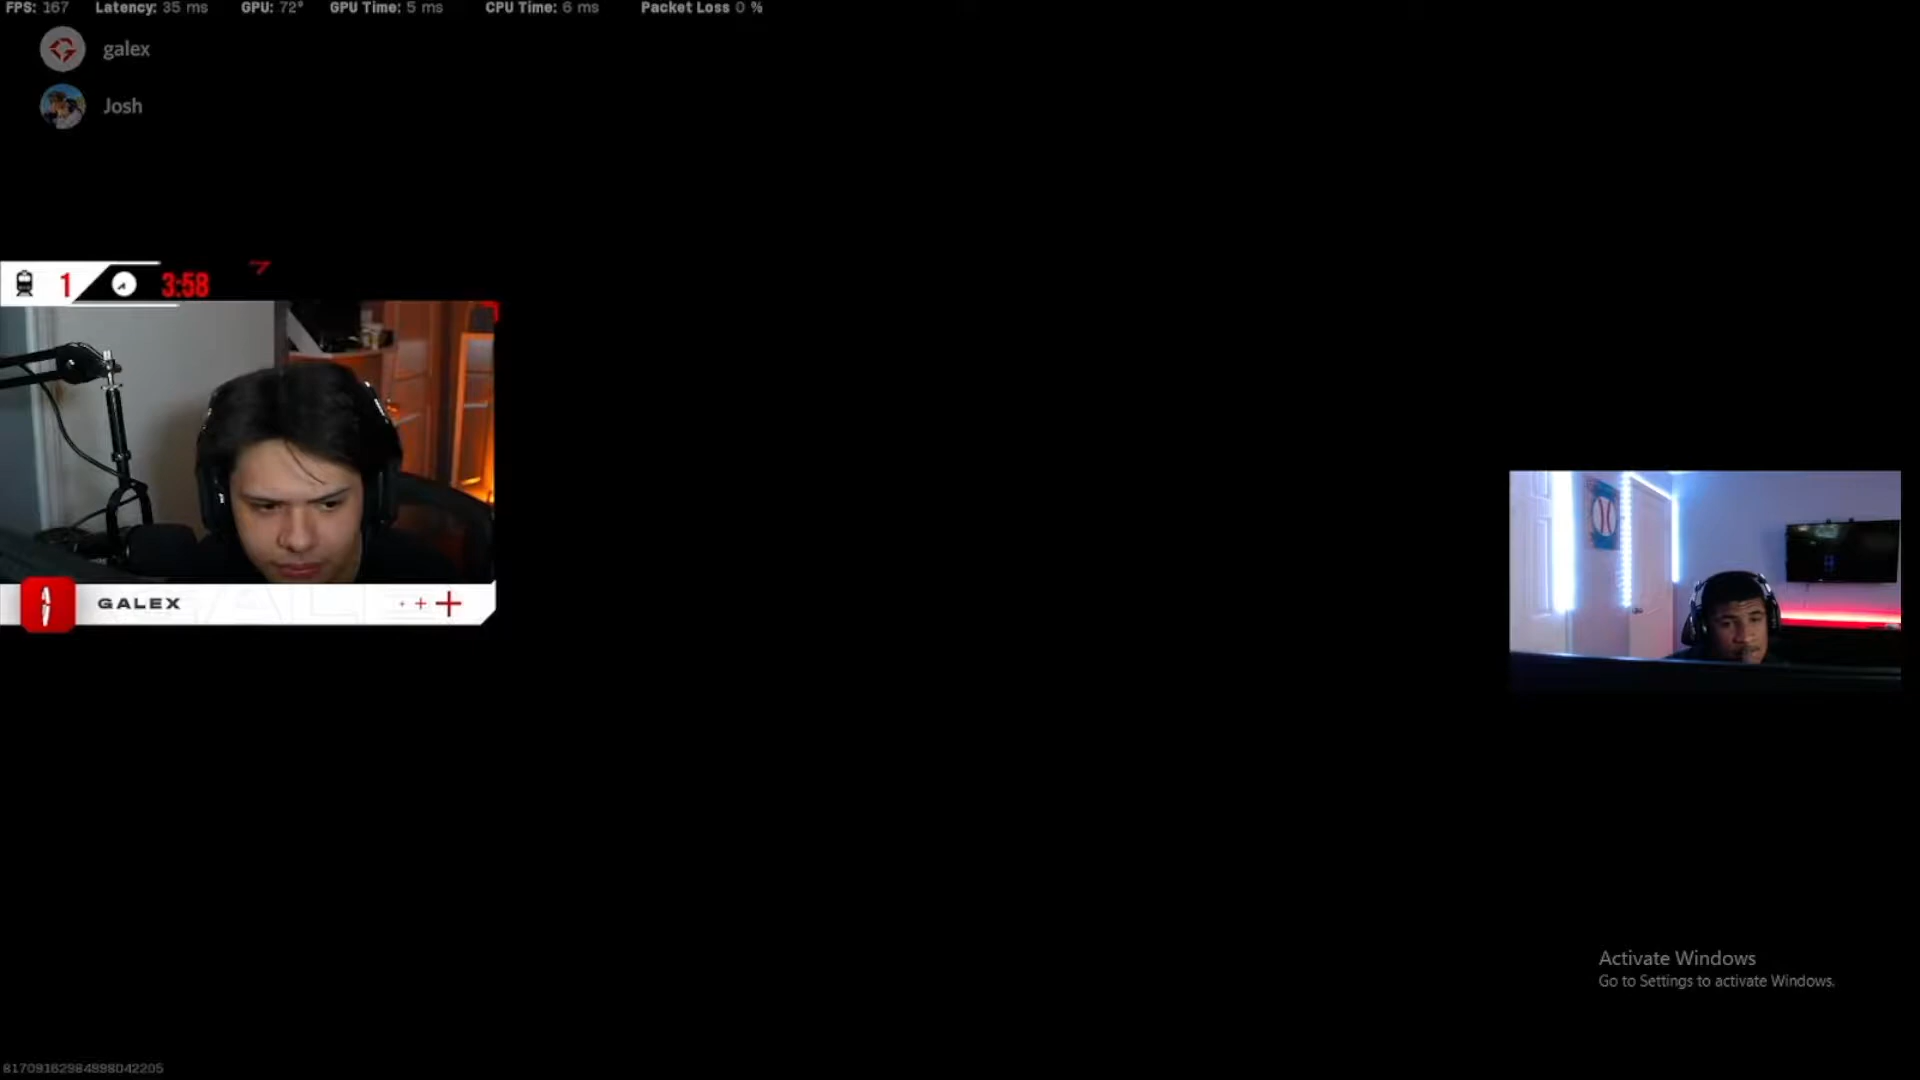 FPS: 167 Latency: 35 ms GPU: 72° GPU Time: 5 ms CPU Time: 6 ms Packet Loss 0 %
galex
Josh
1 3:58
GALEX
Activate Windows
Go to Settings to activate Windows.
81709162984998042205